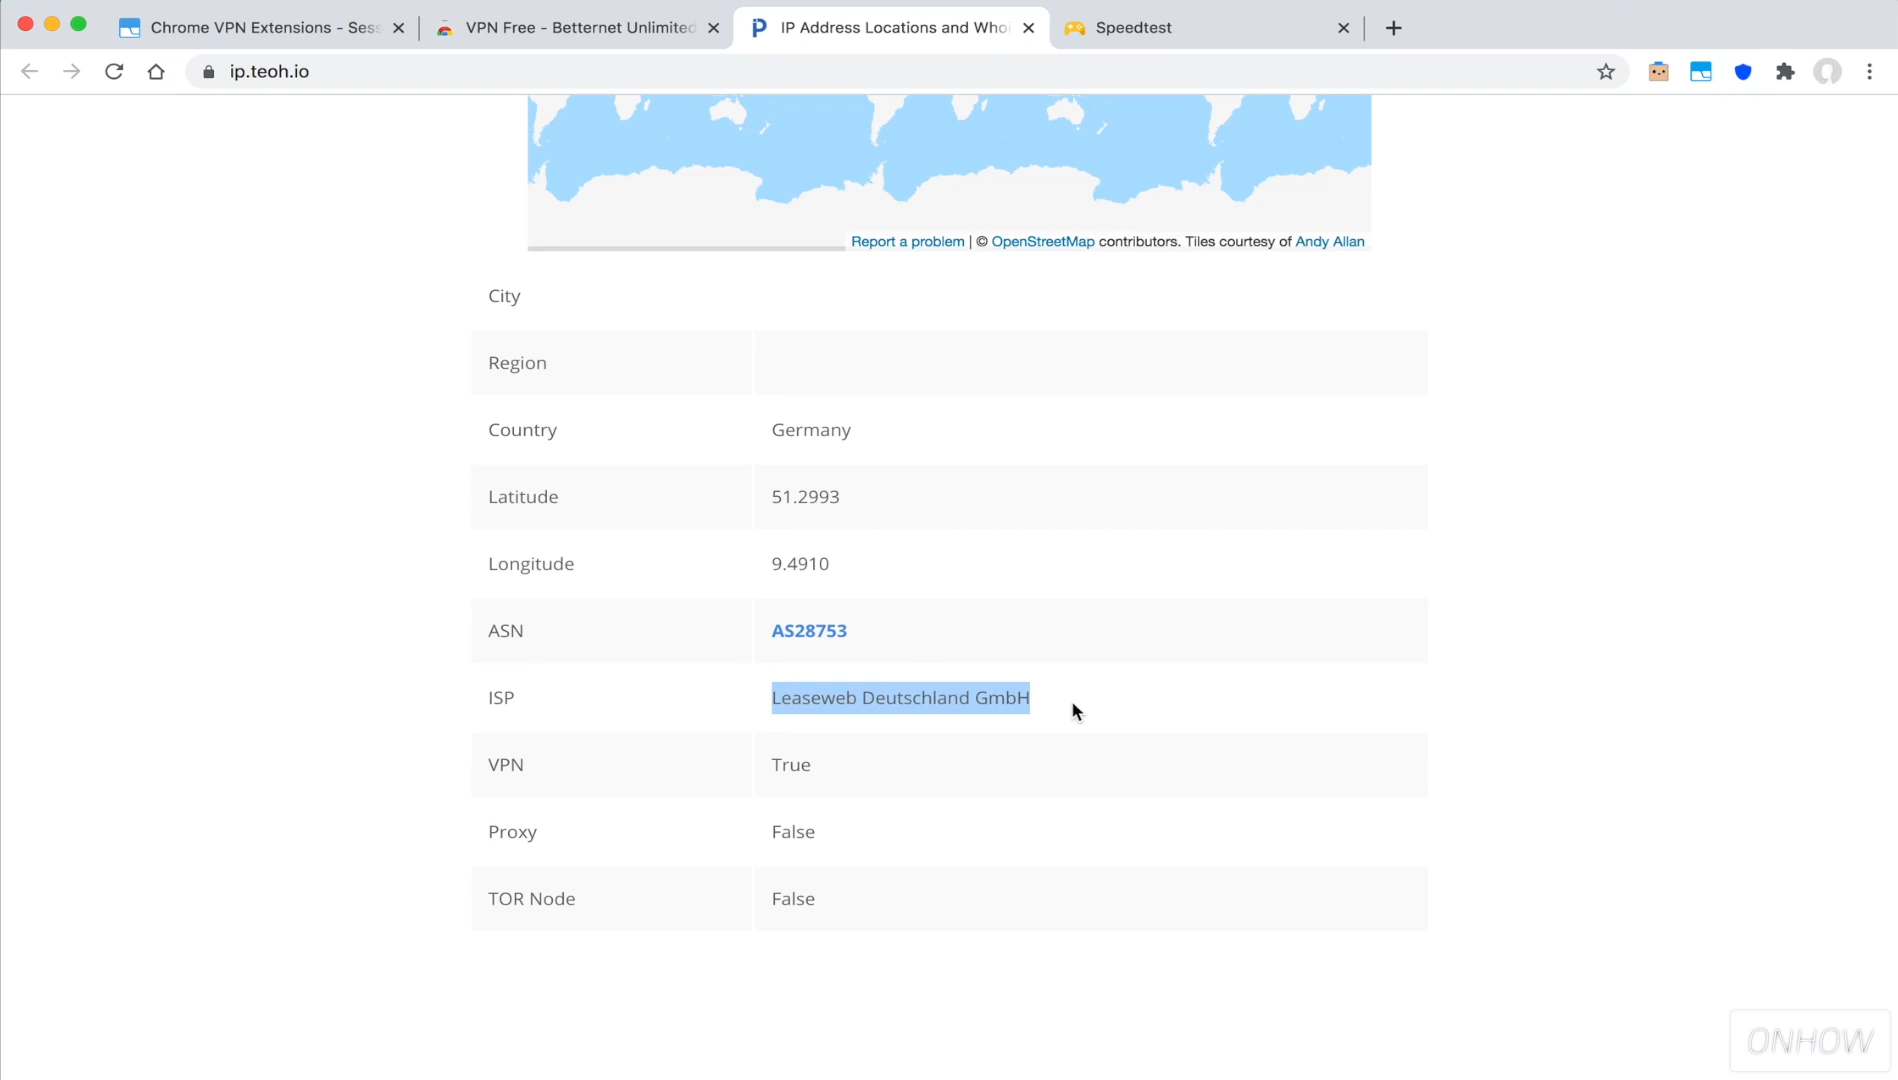 Chrome VPN Extensions - Sess
VPN Free - Betternet Unlimited
IP Address Locations and Whoi
Speedtest
ip.teoh.io
Report a problem | © OpenStreetMap contributors. Tiles courtesy of Andy Allan
City
Region
Country Germany
Latitude 51.2993
Longitude 9.4910
ASN AS28753
ISP Leaseweb Deutschland GmbH
VPN True
Proxy False
TOR Node False
ONHOW